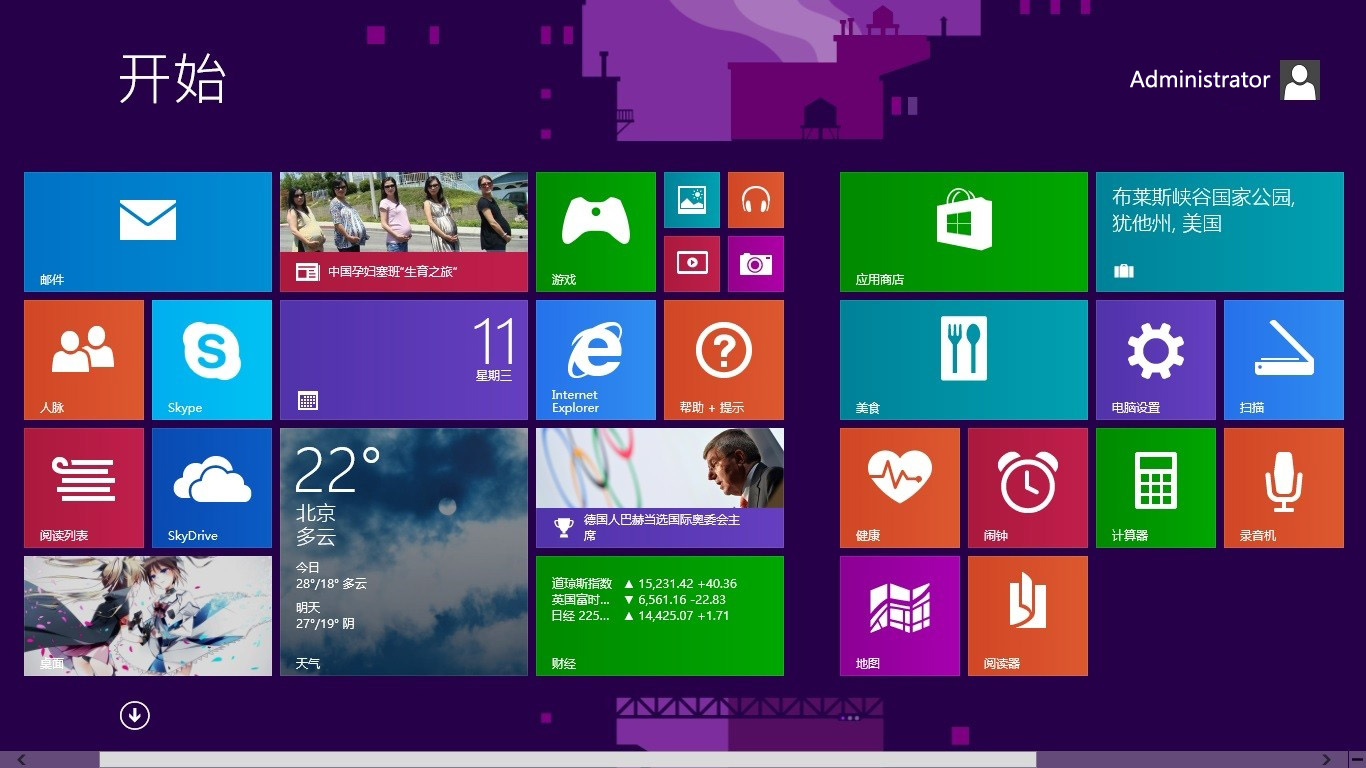 开始
Administrator
邮件
中国孕妇塞班"生育之旅"
游戏
应用商店
布莱斯峡谷国家公园,
犹他州, 美国
人脉
Skype
11
星期三
Internet
Explorer
帮助 + 提示
美食
电脑设置
扫描
阅读列表
SkyDrive
22°
北京
多云
今日
28°/18° 多云
明天
27°/19° 阴
天气
德国人巴赫当选国际奥委会主
席
健康
闹钟
计算器
录音机
桌面
道琼斯指数 ▲ 15,231.42 +40.36
英国富时... ▼ 6,561.16 -22.83
日经 225... ▲ 14,425.07 +1.71
财经
地图
阅读器